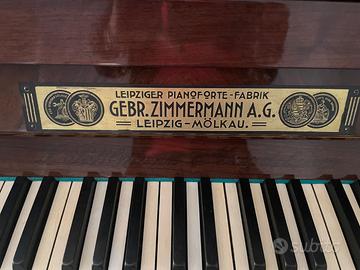 LEIPZIGER PIANOFORTE-FABRIK
GEBR. ZIMMERMANN A.G.
LEIPZIG-MÖLKAU.
subito